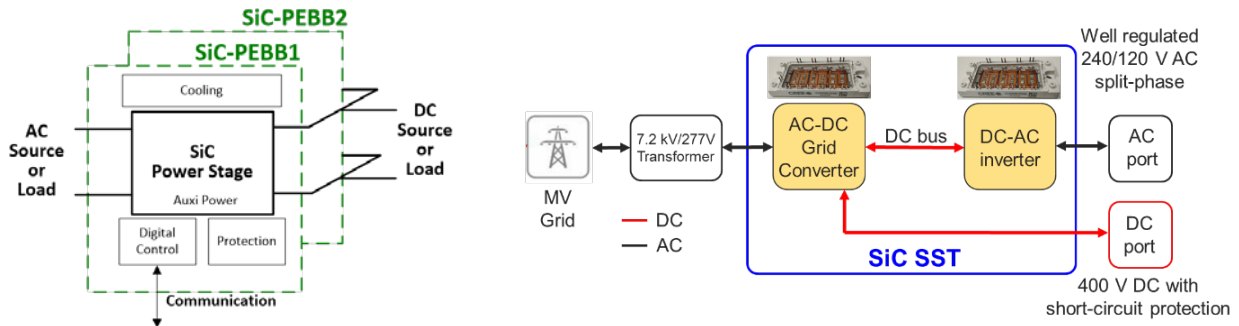 SiC-PEBB2
SiC-PEBB1
Cooling
AC
Source
or
Load
SiC
Power Stage
Auxi Power
DC
Source
or
Load
Digital
Control
Protection
Communication
MV
Grid
7.2 kV/277V
Transformer
AC-DC
Grid
Converter
DC bus
DC-AC
inverter
Well regulated
240/120 V AC
split-phase
AC
port
DC
port
DC
AC
SiC SST
400 V DC with
short-circuit protection